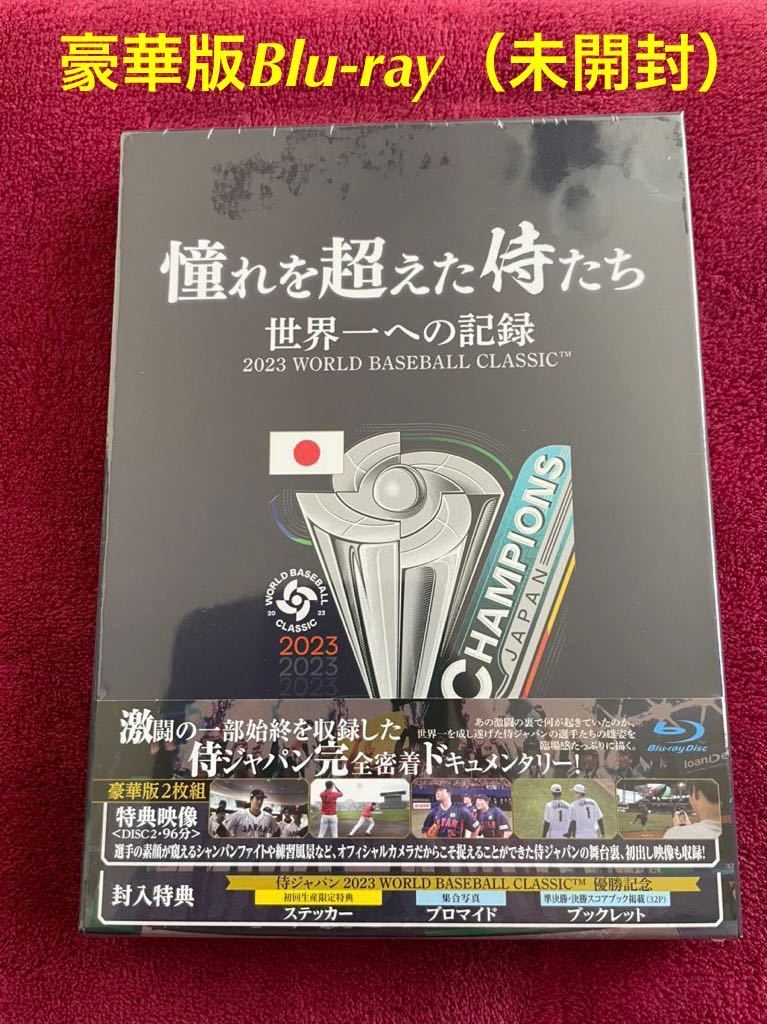 豪華版Blu-ray（未開封）
憧れを超えた侍たち
世界一への記録
2023 WORLD BASEBALL CLASSIC™
CHAMPIONS
JAPAN
WORLD BASEBALL
20 23
CLASSIC
2023
2023
2023
激闘の一部始終を収録した
侍ジャパン完全密着ドキュメンタリー!
あの激闘の裏で何が起きていたのか、
世界一を成し遂げた侍ジャパンの選手たちの雄姿を
臨場感たっぷりに描く。
Blu-ray Disc
豪華版2枚組
特典映像
<DISC2・96分>
選手の素顔が窺えるシャンパンファイトや練習風景など、オフィシャルカメラだからこそ捉えることができた侍ジャパンの舞台裏、初出し映像も収録!
封入特典
侍ジャパン 2023 WORLD BASEBALL CLASSIC™ 優勝記念
初回生産限定特典
ステッカー
集合写真
ブロマイド
準決勝・決勝スコアブック掲載(32P)
ブックレット